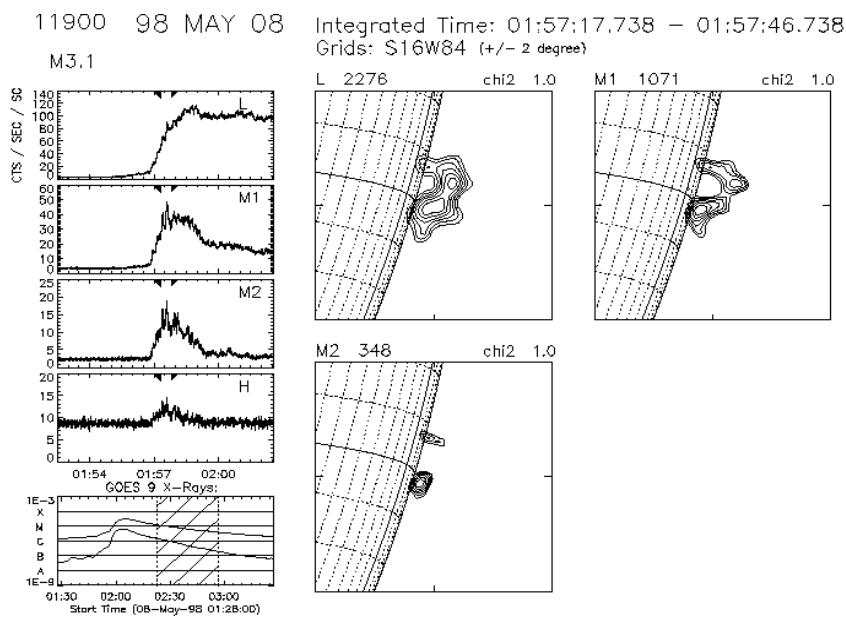 11900 98 MAY 08 Integrated Time: 01:57:17.738 - 01:57:46.738
Grids: S16W84 (+/- 2 degree)
M3.1
L 2276 chi2 1.0
M1 1071 chi2 1.0
CTS / SEC / SC
140
120
100
80
60
40
20
0
L
60
50
40
30
20
10
0
M1
25
20
15
10
5
0
M2
M2 348 chi2 1.0
20
15
10
5
0
H
01:54 01:57 02:00
GOES 9 X-Rays:
1E-3
X
M
C
B
A
1E-9
01:30 02:00 02:30 03:00
Start Time (08-May-98 01:28:00)